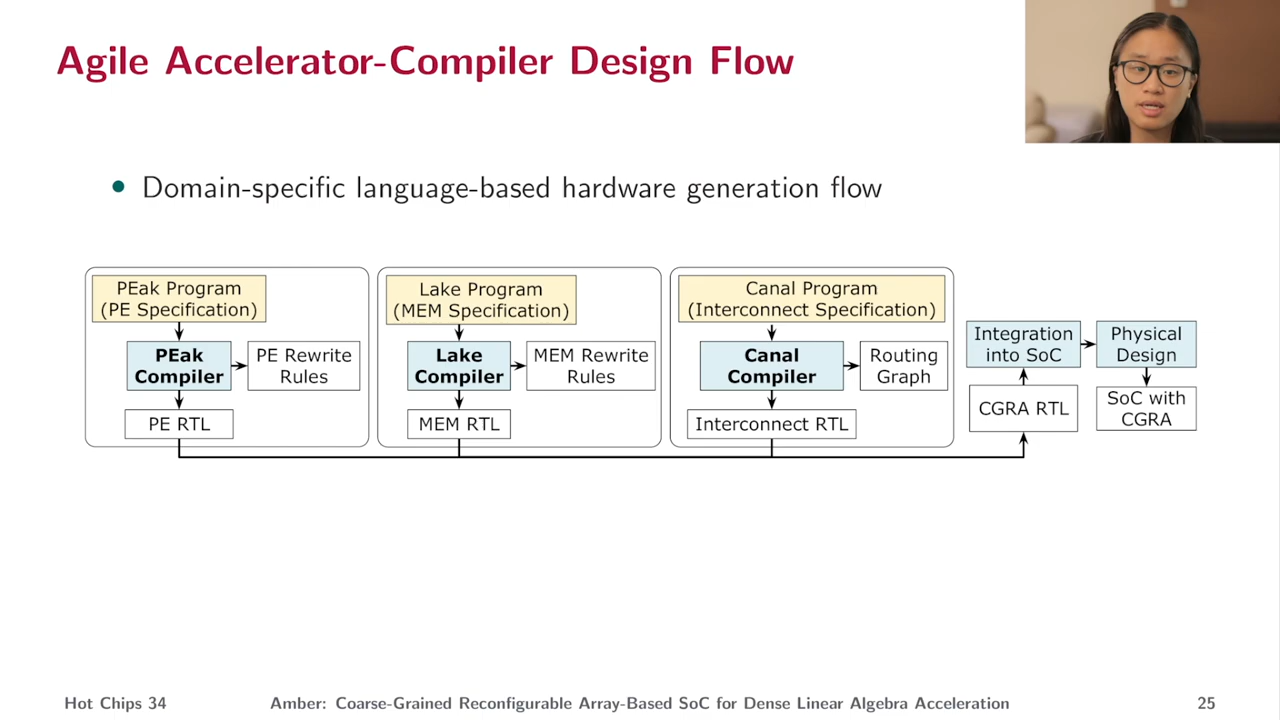 Agile Accelerator-Compiler Design Flow
• Domain-specific language-based hardware generation flow
PEak Program
(PE Specification)
PEak
Compiler
PE Rewrite
Rules
PE RTL
Lake Program
(MEM Specification)
Lake
Compiler
MEM Rewrite
Rules
MEM RTL
Canal Program
(Interconnect Specification)
Canal
Compiler
Routing
Graph
Interconnect RTL
Integration
into SoC
CGRA RTL
Physical
Design
SoC with
CGRA
Hot Chips 34
Amber: Coarse-Grained Reconfigurable Array-Based SoC for Dense Linear Algebra Acceleration
25